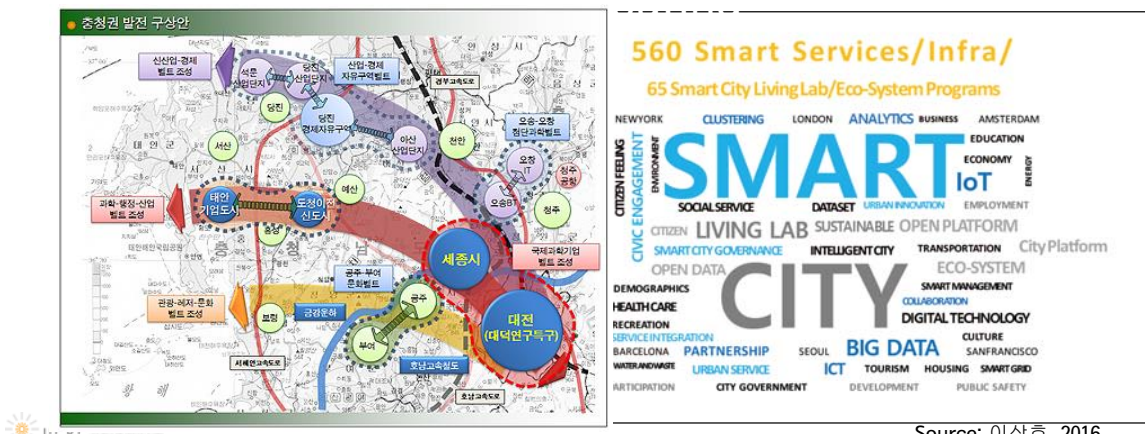 충청권 발전 구상안
신산업·경제
벨트 조성
석문
산업단지
당진
산업단지
산업·경제
자유구역벨트
경부고속도로
안성시
당진
당진
경제자유구역
오송·오창
첨단과학벨트
서산
아산
산업단지
천안
오창
IT
청주
공항
예산
오송BT
청주
과학·행정·산업
벨트 조성
태안
기업도시
도청이전
신도시
홍성
국제과학기업
벨트 조성
세종시
공주·부여
문화벨트
관광·레저·문화
벨트 조성
공주
보령
금강운하
대전
(대덕연구특구)
부여
서해안고속도로
호남고속철도
호남고속도로
560 Smart Services/Infra/
65 Smart City Living Lab/Eco-System Programs
NEWYORK CLUSTERING LONDON ANALYTICS BUSINESS AMSTERDAM
CITIZEN FEELING
CIVIC ENGAGEMENT
ENVIRONMENT
SMART
EDUCATION
ECONOMY
ENERGY
IoT
SOCIAL SERVICE DATASET URBAN INNOVATION EMPLOYMENT
CITIZEN LIVING LAB SUSTAINABLE OPEN PLATFORM
SMART CITY GOVERNANCE INTELLIGENT CITY TRANSPORTATION City Platform
OPEN DATA
CITY
ECO-SYSTEM
DEMOGRAPHICS
SMART MANAGEMENT
HEALTH CARE
COLLABORATION
DIGITAL TECHNOLOGY
RECREATION
SERVICE INTEGRATION
CULTURE
BARCELONA PARTNERSHIP SEOUL BIG DATA SANFRANCISCO
WATER AND WASTE URBAN SERVICE ICT TOURISM HOUSING SMART GRID
ARTICIPATION CITY GOVERNMENT DEVELOPMENT PUBLIC SAFETY
Source: 이상호, 2016